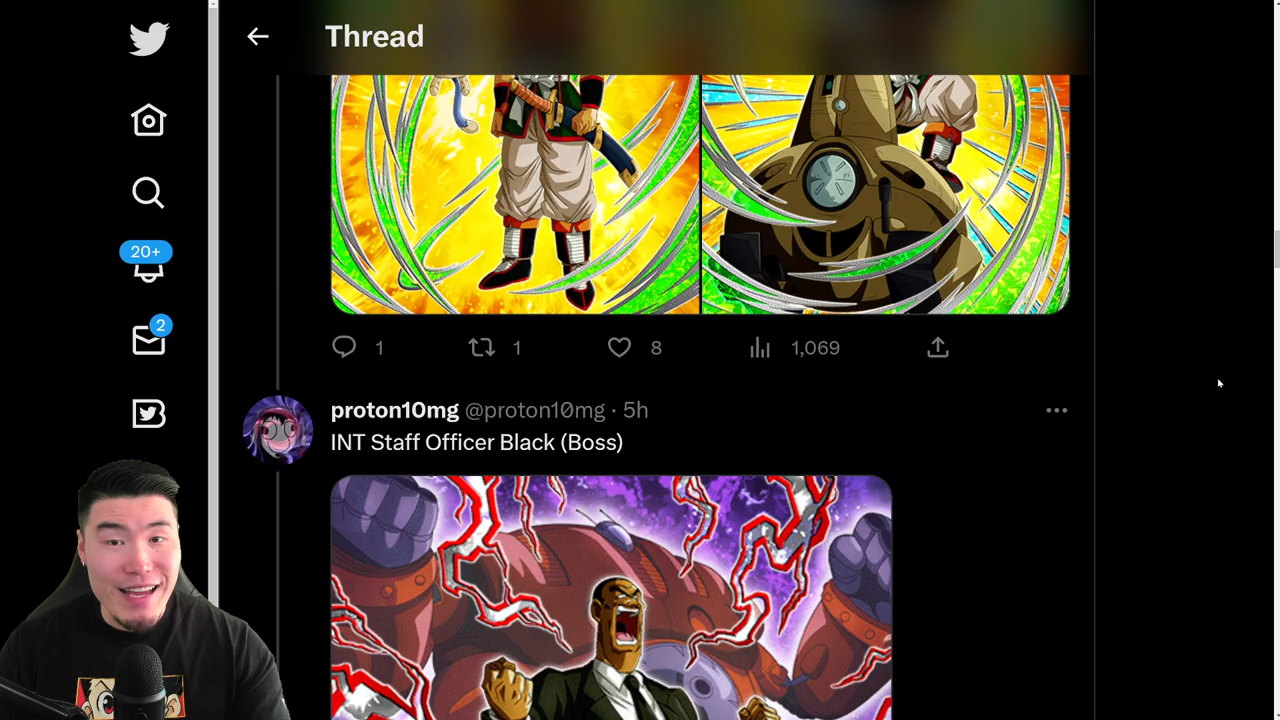 Thread
20+
2
1
1
8
1,069
proton10mg @proton10mg · 5h
INT Staff Officer Black (Boss)